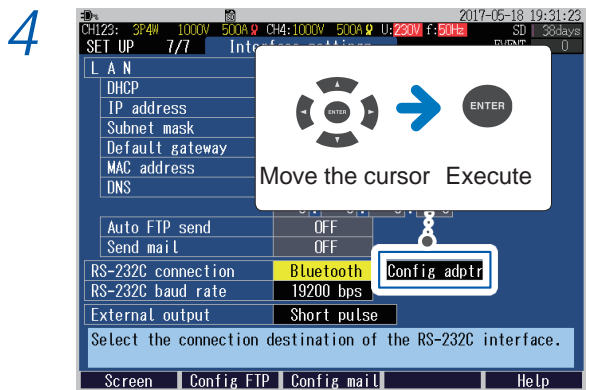 4
2017-05-18 19:31:23
CH123: 3P4W 1000V 500A CH4:1000V 500A U:230V f:50Hz SD 38days
SET UP 7/7 Interface settings EVENT 0
LAN
DHCP
IP address
Subnet mask
Default gateway
MAC address
DNS
ENTER
ENTER
Move the cursor Execute
Auto FTP send OFF
Send mail OFF
RS-232C connection Bluetooth Config adptr
RS-232C baud rate 19200 bps
External output Short pulse
Select the connection destination of the RS-232C interface.
Screen Config FTP Config mail Help